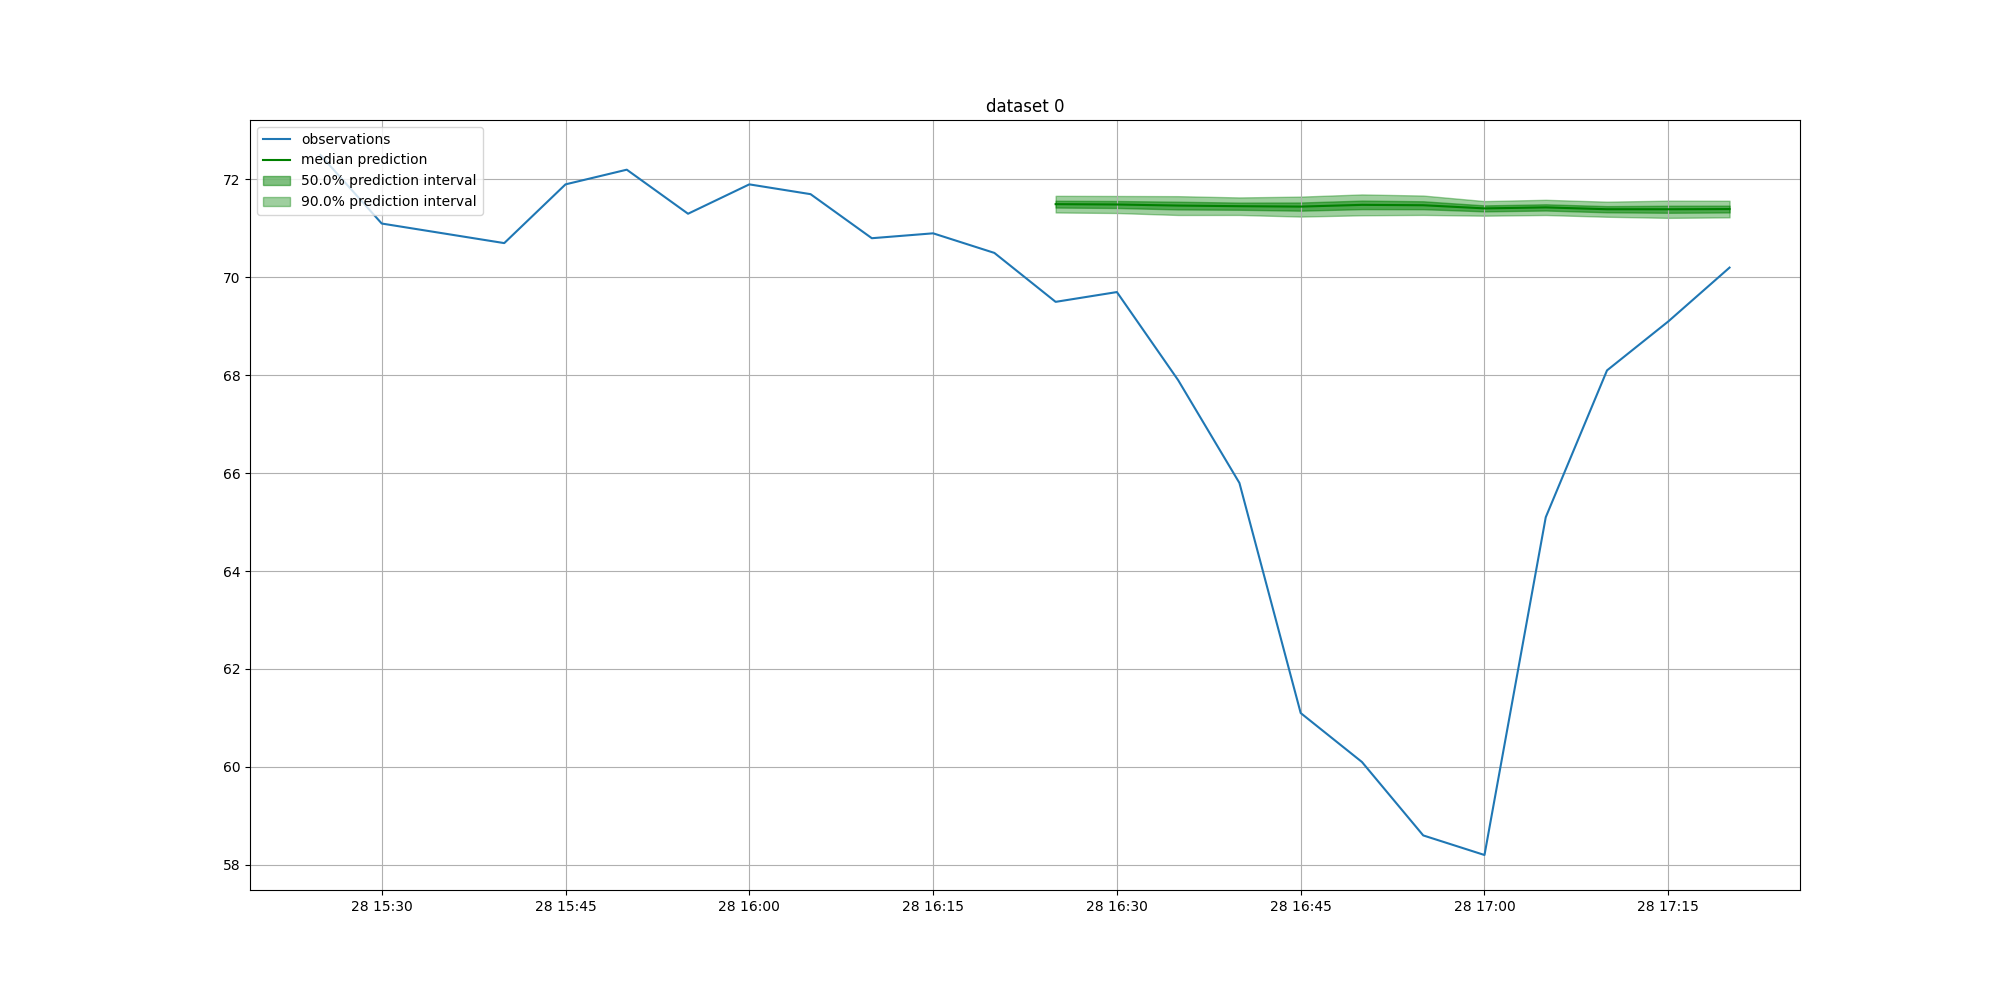 dataset 0
observations
median prediction
50.0% prediction interval
90.0% prediction interval
72
70
68
66
64
62
60
58
28 15:30 28 15:45 28 16:00 28 16:15 28 16:30 28 16:45 28 17:00 28 17:15